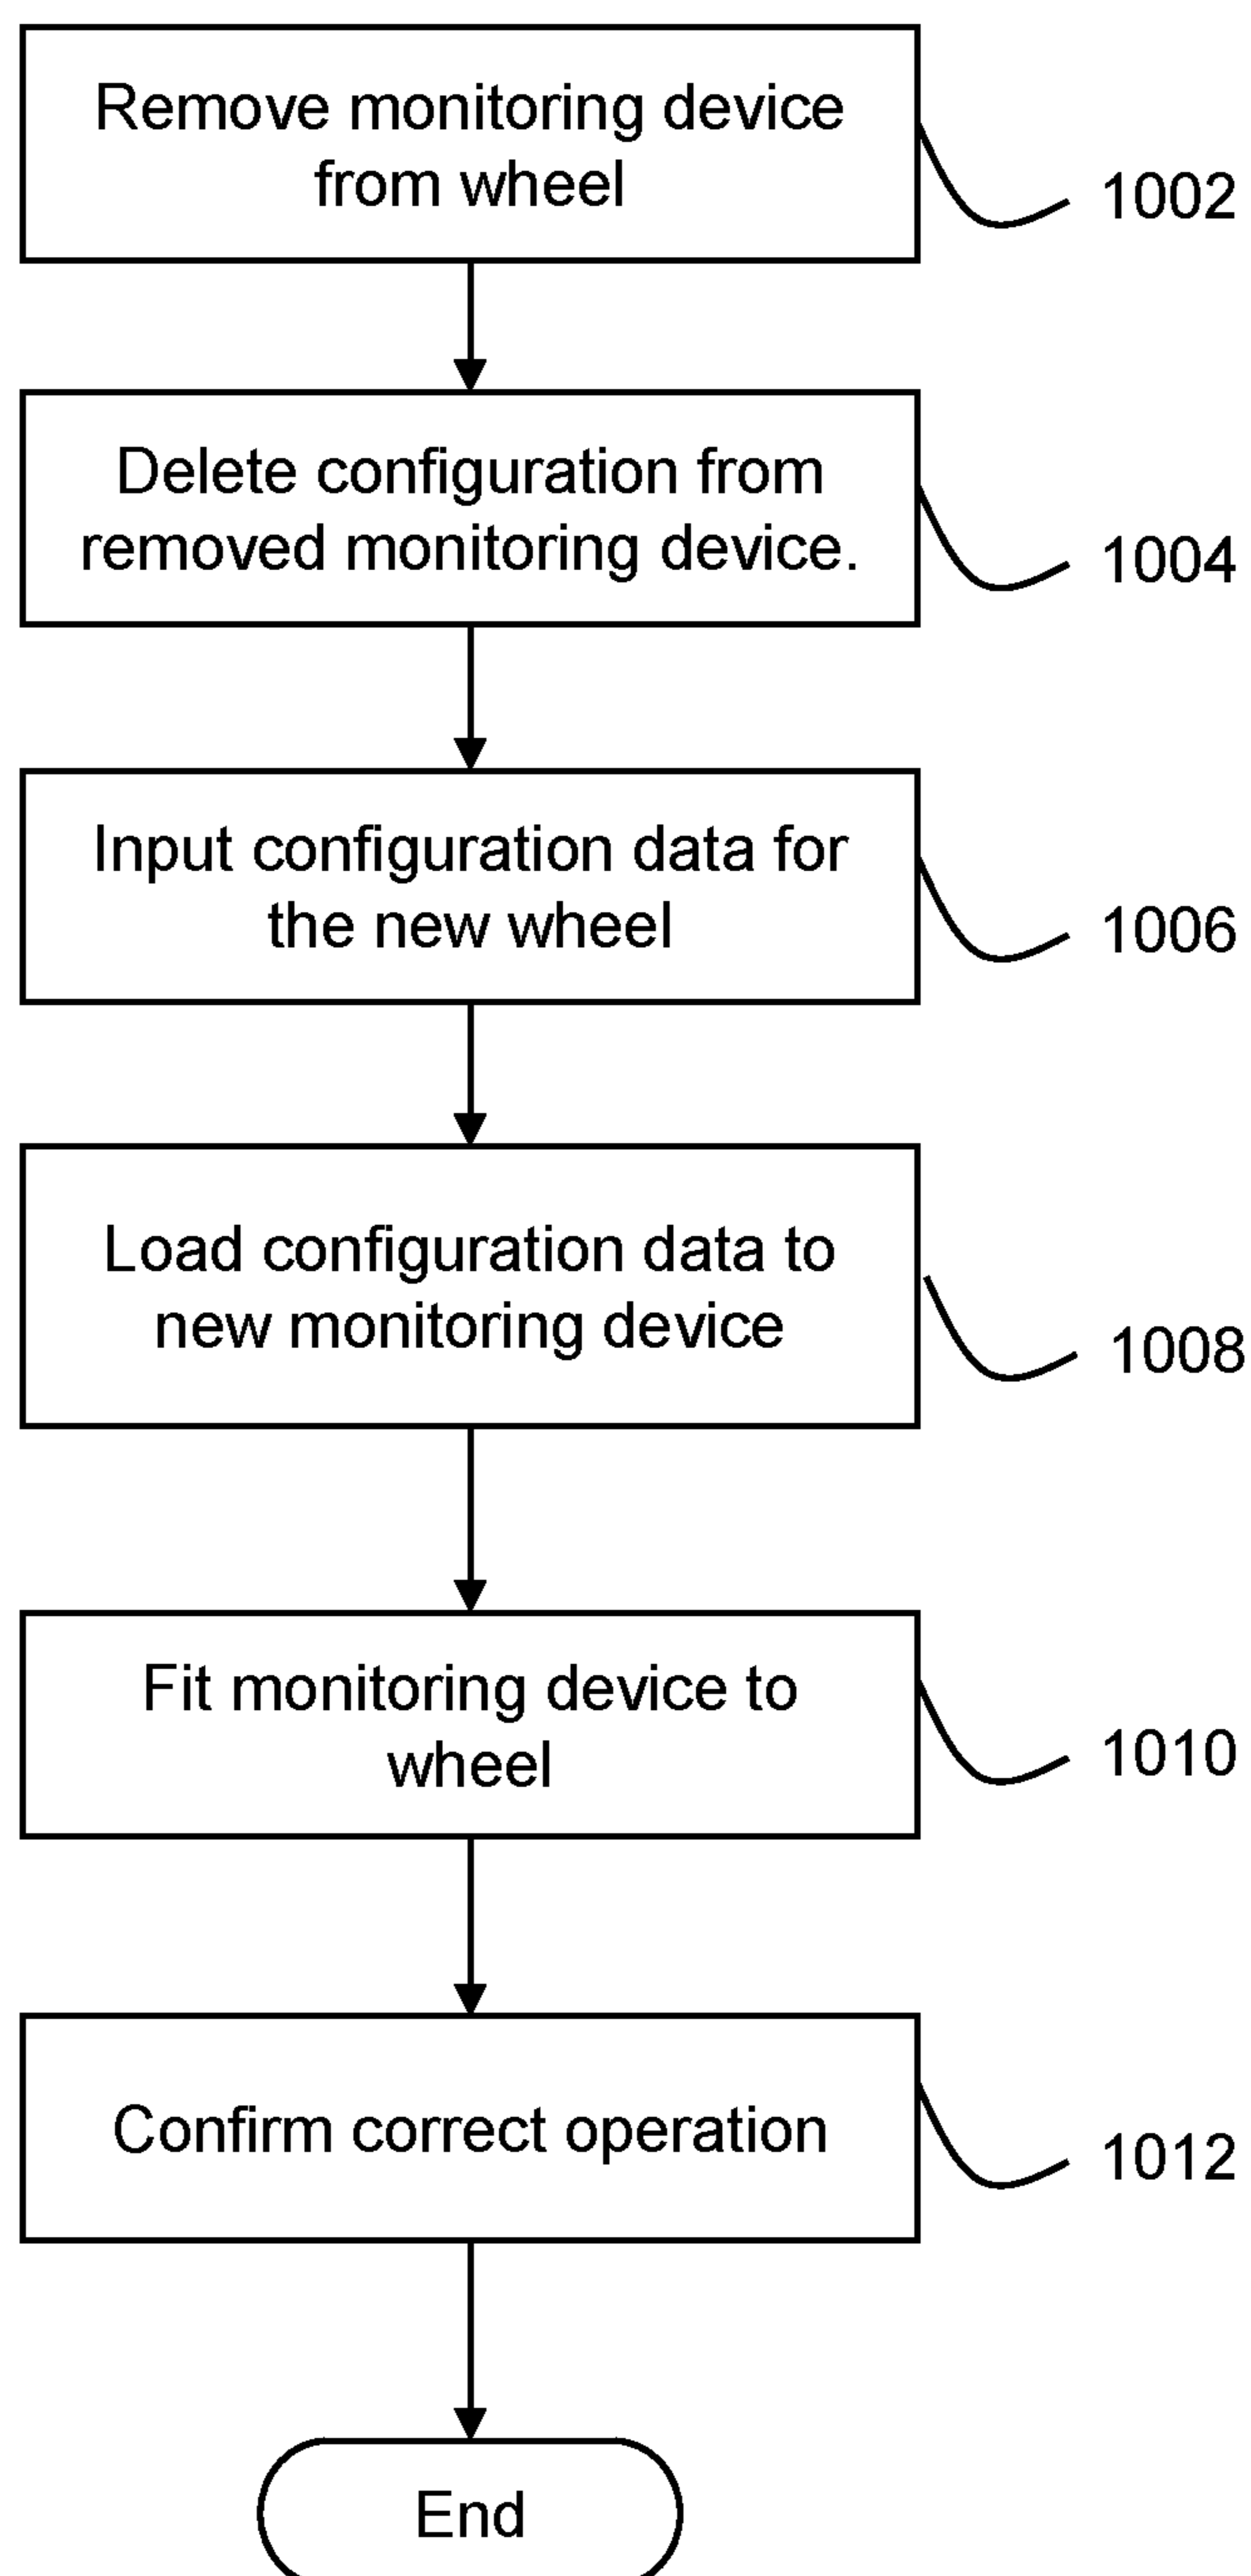 Remove monitoring device
from wheel
1002
Delete configuration from
removed monitoring device.
1004
Input configuration data for
the new wheel
1006
Load configuration data to
new monitoring device
1008
Fit monitoring device to
wheel
1010
Confirm correct operation
1012
End